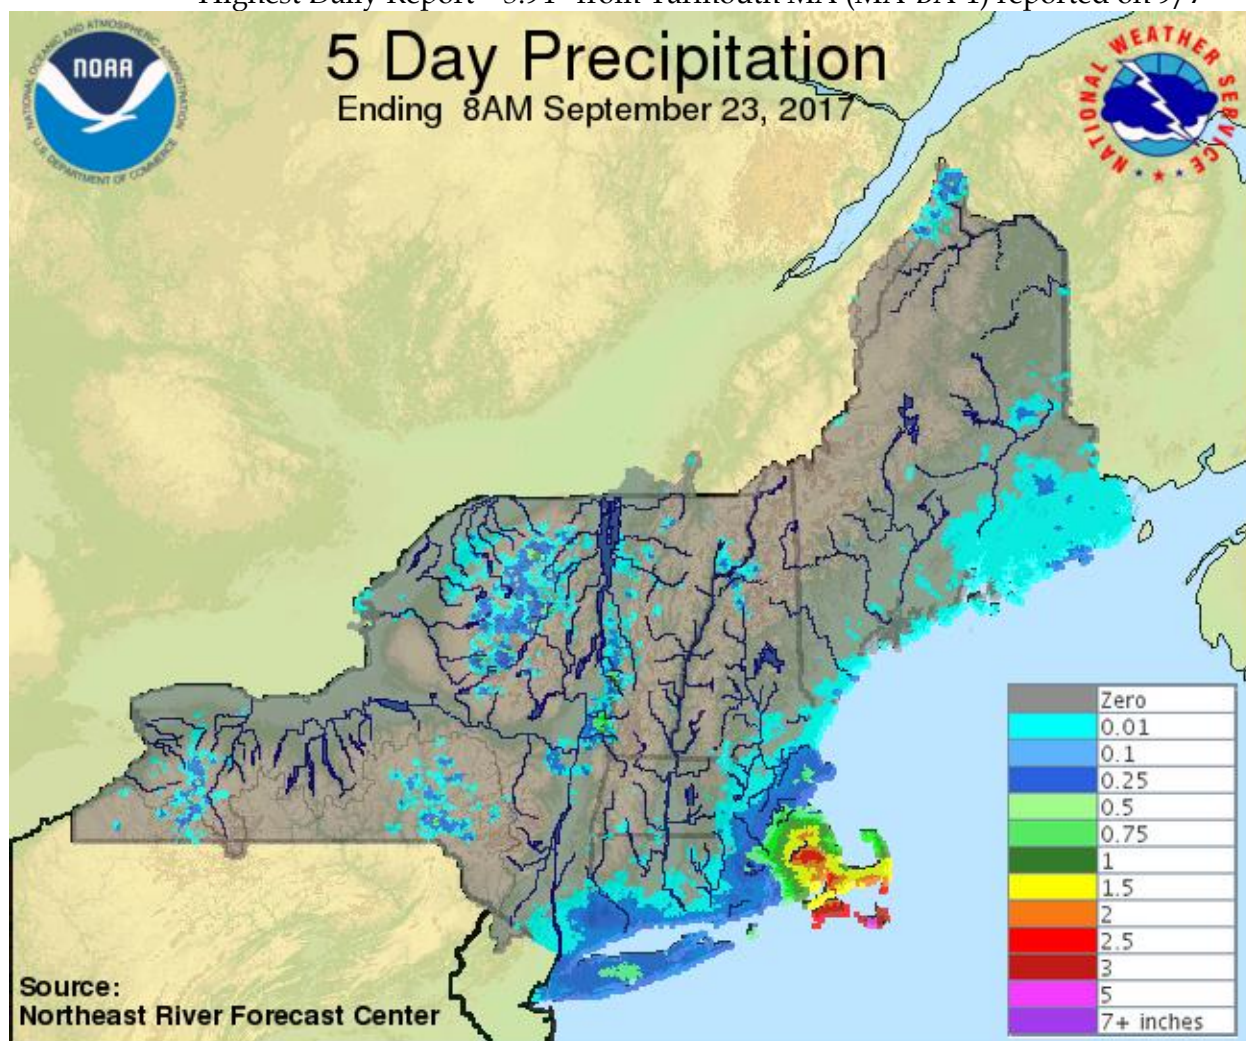 5 Day Precipitation
Ending 8AM September 23, 2017
NOAA
NATIONAL OCEANIC AND ATMOSPHERIC ADMINISTRATION
U.S. DEPARTMENT OF COMMERCE
NATIONAL WEATHER SERVICE
Zero
0.01
0.1
0.25
0.5
0.75
1
1.5
2
2.5
3
5
7+ inches
Source:
Northeast River Forecast Center